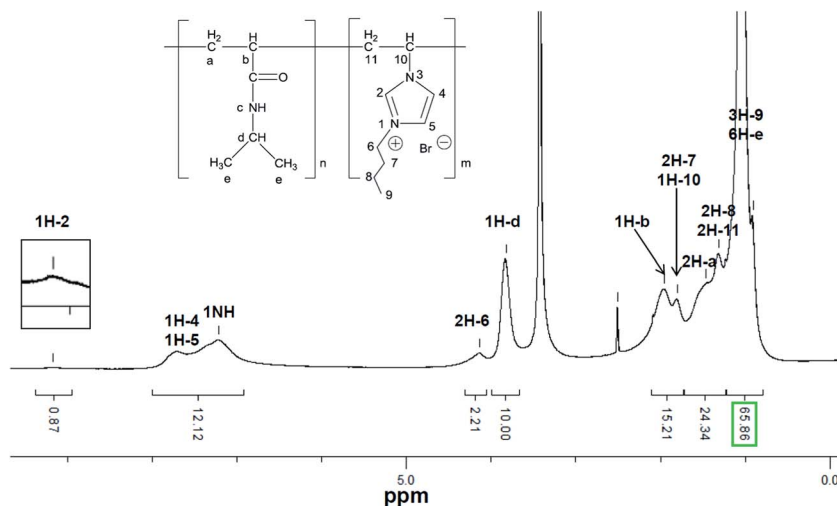 H2
C
a
H
C
b
C
O
c
N
H
d
CH
H3C
CH3
e
e
n
H2
C
11
H
C
10
N
3
2
4
N
1
5
6
+
Br
−
7
8
9
m
1H-2
1H-4
1H-5
1NH
2H-6
1H-d
1H-b
2H-7
1H-10
2H-a
2H-8
2H-11
3H-9
6H-e
0.87
12.12
2.21
10.00
15.21
24.34
65.86
5.0
0.0
ppm